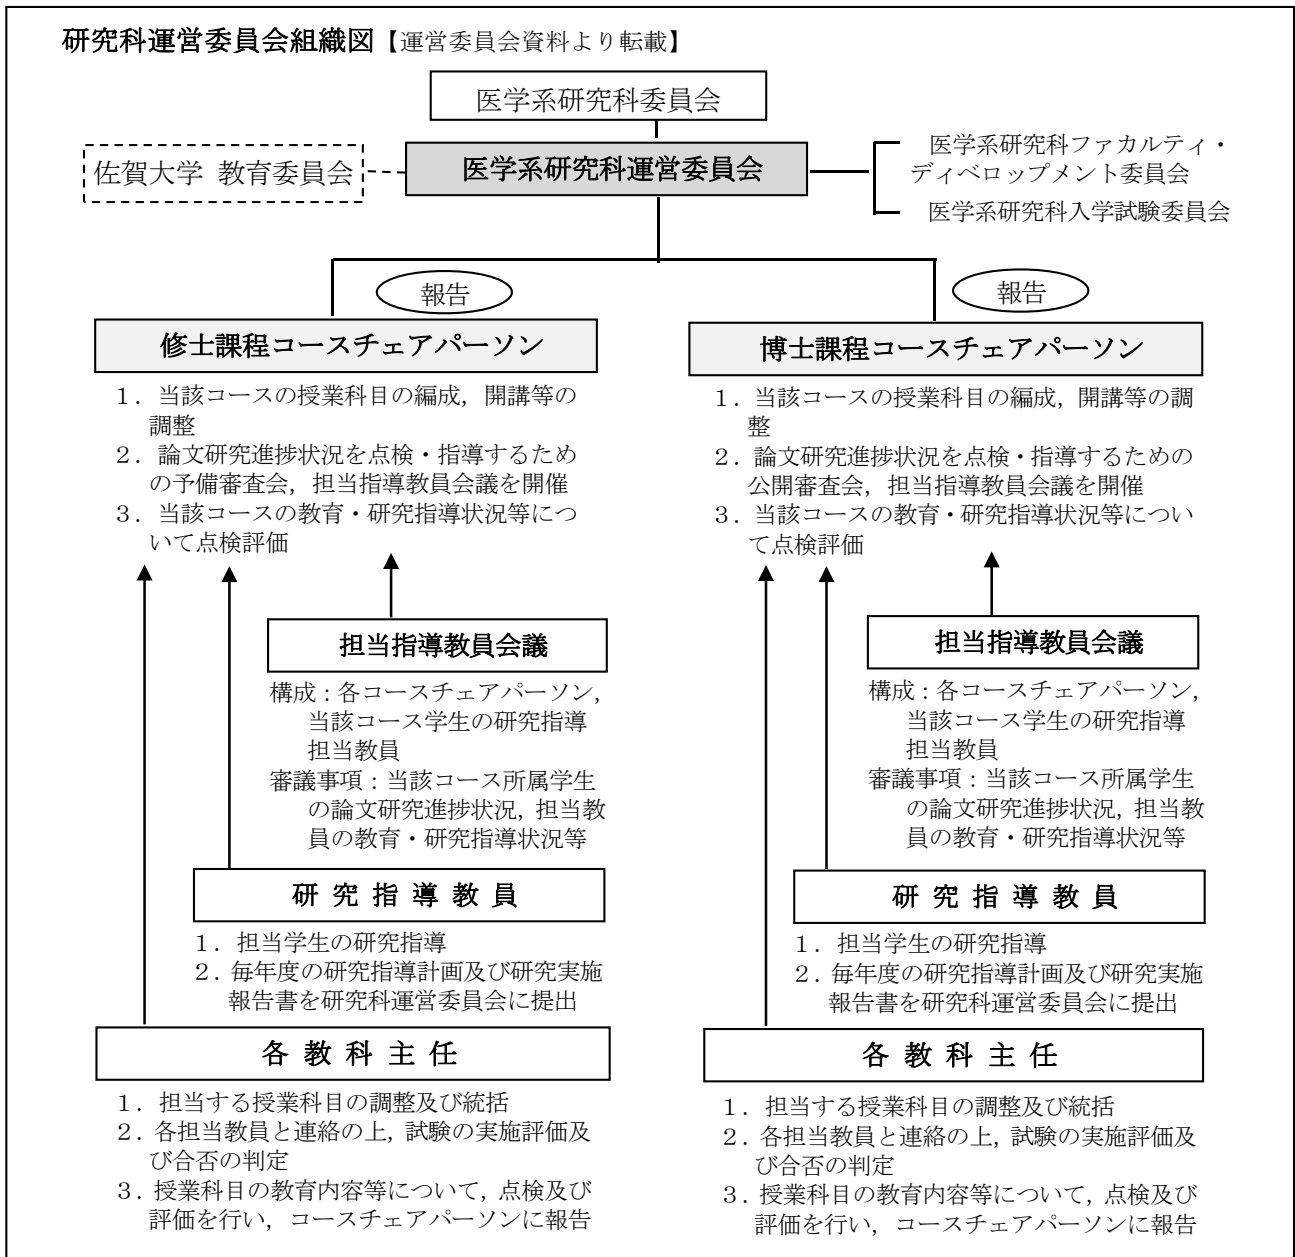 研究科運営委員会組織図【運営委員会資料より転載】
医学系研究科委員会
佐賀大学 教育委員会
医学系研究科運営委員会
医学系研究科ファカルティ・
ディベロップメント委員会
医学系研究科入学試験委員会
報告
修士課程コースチェアパーソン
1．当該コースの授業科目の編成，開講等の
調整
2．論文研究進捗状況を点検・指導するため
の予備審査会，担当指導教員会議を開催
3．当該コースの教育・研究指導状況等につ
いて点検評価
担当指導教員会議
構成：各コースチェアパーソン，
当該コース学生の研究指導
担当教員
審議事項：当該コース所属学生
の論文研究進捗状況，担当教
員の教育・研究指導状況等
研 究 指 導 教 員
1．担当学生の研究指導
2．毎年度の研究指導計画及び研究実施
報告書を研究科運営委員会に提出
各 教 科 主 任
1．担当する授業科目の調整及び統括
2．各担当教員と連絡の上，試験の実施評価及
び合否の判定
3．授業科目の教育内容等について，点検及び
評価を行い，コースチェアパーソンに報告
報告
博士課程コースチェアパーソン
1．当該コースの授業科目の編成，開講等の調
整
2．論文研究進捗状況を点検・指導するための
公開審査会，担当指導教員会議を開催
3．当該コースの教育・研究指導状況等につい
て点検評価
担当指導教員会議
構成：各コースチェアパーソン，
当該コース学生の研究指導
担当教員
審議事項：当該コース所属学生
の論文研究進捗状況，担当教
員の教育・研究指導状況等
研 究 指 導 教 員
1．担当学生の研究指導
2．毎年度の研究指導計画及び研究実施
報告書を研究科運営委員会に提出
各 教 科 主 任
1．担当する授業科目の調整及び統括
2．各担当教員と連絡の上，試験の実施評価及
び合否の判定
3．授業科目の教育内容等について，点検及び
評価を行い，コースチェアパーソンに報告